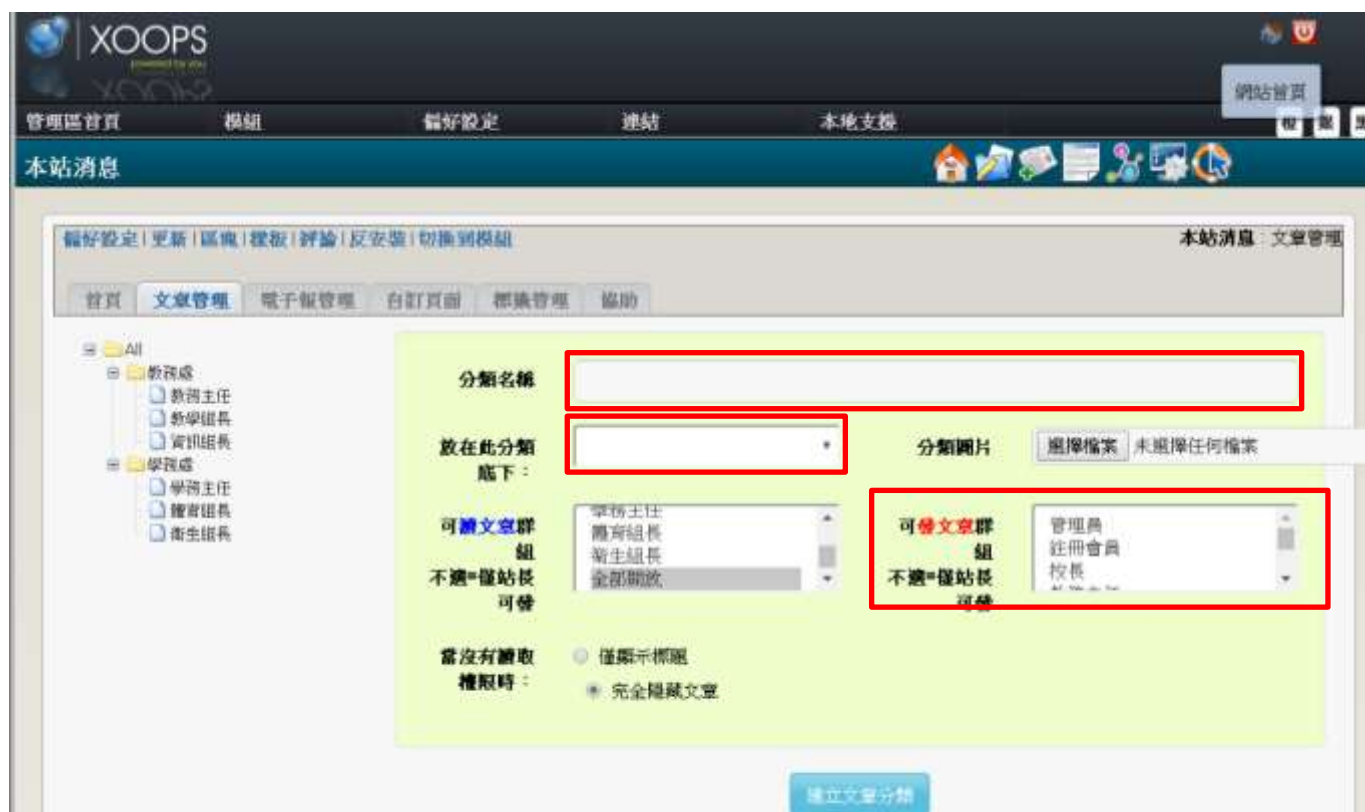 XOOPS
powered by you
網站首頁
管理區首頁 模組 偏好設定 連結 本地支援
本站消息
偏好設定 | 更新 | 區塊 | 樣板 | 評論 | 反安裝 | 切換到模組
本站消息 : 文章管理
首頁 文章管理 電子報管理 自訂頁面 標籤管理 協助
All
教務處
教務主任
教學組長
資訊組長
學務處
學務主任
體育組長
衛生組長
分類名稱
放在此分類
底下：
分類圖片 選擇檔案 未選擇任何檔案
可讀文章群
組
不選=僅站長
可發
學務主任
體育組長
衛生組長
全部開放
可發文章群
組
不選=僅站長
可發
管理員
註冊會員
校長
當沒有讀取
權限時：
僅顯示標題
完全隱藏文章
建立文章分類